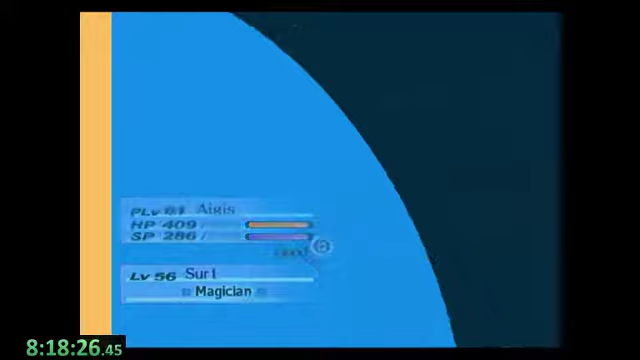 PLv 61 Aigis
HP 409/
SP 286/
Lv 56 Surt
Magician
8:18:26.45